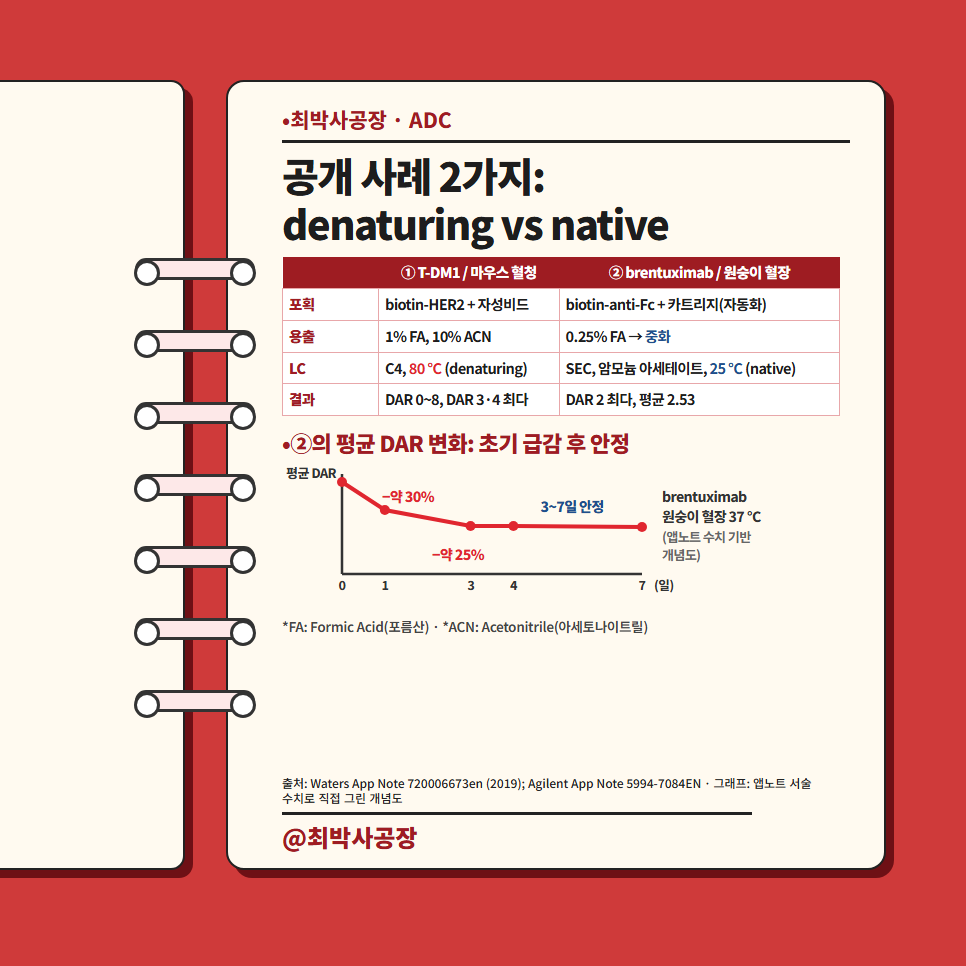 •최박사공장 · ADC
공개 사례 2가지:
denaturing vs native
① T-DM1 / 마우스 혈청 ② brentuximab / 원숭이 혈장
포획 biotin-HER2 + 자성비드 biotin-anti-Fc + 카트리지(자동화)
용출 1% FA, 10% ACN 0.25% FA → 중화
LC C4, 80 °C (denaturing) SEC, 암모늄 아세테이트, 25 °C (native)
결과 DAR 0~8, DAR 3·4 최다 DAR 2 최다, 평균 2.53
•②의 평균 DAR 변화: 초기 급감 후 안정
평균 DAR
−약 30%
3~7일 안정
−약 25%
brentuximab
원숭이 혈장 37 °C
(앱노트 수치 기반
개념도)
0 1 3 4 7 (일)
*FA: Formic Acid(포름산) · *ACN: Acetonitrile(아세토나이트릴)
출처: Waters App Note 720006673en (2019); Agilent App Note 5994-7084EN · 그래프: 앱노트 서술
수치로 직접 그린 개념도
@최박사공장